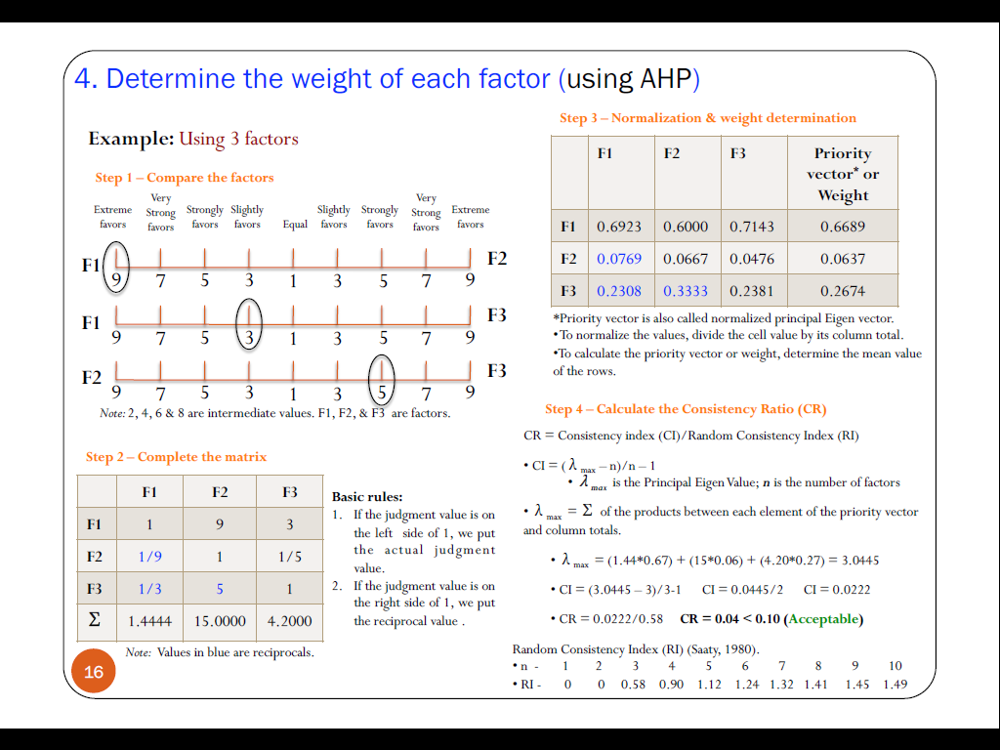 4. Determine the weight of each factor (using AHP)
Example: Using 3 factors
Step 1 – Compare the factors
Extreme favors Very Strong favors Strongly favors Slightly favors Equal Slightly favors Strongly favors Very Strong favors Extreme favors
F1 F2
9 7 5 3 1 3 5 7 9
F1 F3
9 7 5 3 1 3 5 7 9
F2 F3
9 7 5 3 1 3 5 7 9
Note: 2, 4, 6 & 8 are intermediate values. F1, F2, & F3 are factors.
Step 2 – Complete the matrix
F1 F2 F3
F1 1 9 3
F2 1/9 1 1/5
F3 1/3 5 1
Σ 1.4444 15.0000 4.2000
Note: Values in blue are reciprocals.
Basic rules:
1. If the judgment value is on
the left side of 1, we put
the actual judgment
value.
2. If the judgment value is on
the right side of 1, we put
the reciprocal value .
16
Step 3 – Normalization & weight determination
F1 F2 F3 Priority vector* or Weight
F1 0.6923 0.6000 0.7143 0.6689
F2 0.0769 0.0667 0.0476 0.0637
F3 0.2308 0.3333 0.2381 0.2674
*Priority vector is also called normalized principal Eigen vector.
•To normalize the values, divide the cell value by its column total.
•To calculate the priority vector or weight, determine the mean value
of the rows.
Step 4 – Calculate the Consistency Ratio (CR)
CR = Consistency index (CI)/Random Consistency Index (RI)
• CI = ( λ max – n)/n – 1
• λ max is the Principal Eigen Value; n is the number of factors
• λ max = Σ of the products between each element of the priority vector
and column totals.
• λ max = (1.44*0.67) + (15*0.06) + (4.20*0.27) = 3.0445
• CI = (3.0445 – 3)/3-1 CI = 0.0445/2 CI = 0.0222
• CR = 0.0222/0.58 CR = 0.04 < 0.10 (Acceptable)
Random Consistency Index (RI) (Saaty, 1980).
• n - 1 2 3 4 5 6 7 8 9 10
• RI - 0 0 0.58 0.90 1.12 1.24 1.32 1.41 1.45 1.49